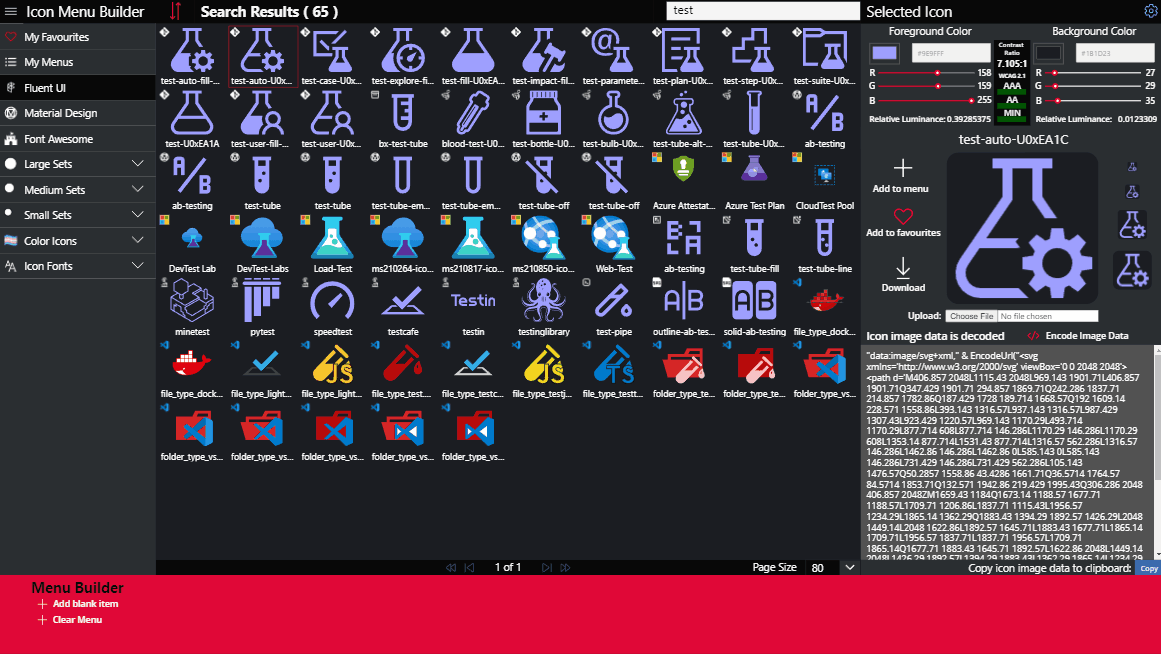 Icon Menu Builder
Search Results ( 65 )
test
Selected Icon
My Favourites
My Menus
Fluent UI
Material Design
Font Awesome
Large Sets
Medium Sets
Small Sets
Color Icons
Icon Fonts
test-auto-fill-...
test-auto-U0x...
test-case-U0x...
test-explore-fi...
test-fill-U0xEA...
test-impact-fil...
test-paramete...
test-plan-U0x...
test-step-U0x...
test-suite-U0x...
test-U0xEA1A
test-user-fill-...
test-user-U0x...
bx-test-tube
blood-test-U0...
test-bottle-U0...
test-bulb-U0x...
test-tube-alt-...
test-tube-U0x...
A/B
ab-testing
A/B
ab-testing
test-tube
test-tube
test-tube-em...
test-tube-em...
test-tube-off
test-tube-off
Azure Attestat...
Azure Test Plan
CloudTest Pool
DevTest Lab
DevTest-Labs
Load-Test
ms210264-ico...
ms210817-ico...
ms210850-ico...
Web-Test
ab-testing
test-tube-fill
test-tube-line
minetest
pytest
speedtest
testcafe
Testin
testin
testinglibrary
test-pipe
A|B
outline-ab-tes...
AB
solid-ab-testing
file_type_dock...
file_type_dock...
file_type_light...
file_type_light...
file_type_testt...
file_type_testc...
JS
file_type_testj...
TS
file_type_testt...
folder_type_te...
folder_type_te...
folder_type_vs...
folder_type_vs...
folder_type_vs...
folder_type_vs...
folder_type_vs...
folder_type_vs...
1 of 1
Page Size
80
Foreground Color
Background Color
#9E9FFF
#1B1D23
Contrast
Ratio
7.105:1
WCAG 2.1
AAA
AA
MIN
R
158
G
159
B
255
R
27
G
29
B
35
Relative Luminance: 0.39285375
Relative Luminance: 0.0123309
test-auto-U0xEA1C
Add to menu
Add to favourites
Download
Upload:
Choose File
No file chosen
Icon image data is decoded
Encode Image Data
"data:image/svg+xml," & EncodeUrl("<svg
xmlns='http://www.w3.org/2000/svg' viewBox='0 0 2048 2048'>
<path d='M406.857 2048L1115.43 2048L969.143 1901.71L406.857
1901.71Q347.429 1901.71 294.857 1869.71Q242.286 1837.71
214.857 1782.86Q187.429 1728 189.714 1668.57Q192 1609.14
228.571 1558.86L393.143 1316.57L937.143 1316.57L987.429
1307.43L923.429 1220.57L969.143 1170.29L493.714
1170.29L877.714 608L877.714 146.286L1170.29 146.286L1170.29
608L1353.14 877.714L1531.43 877.714L1316.57 562.286L1316.57
146.286L1462.86 146.286L1462.86 0L585.143 0L585.143
146.286L731.429 146.286L731.429 562.286L105.143
1476.57Q50.2857 1558.86 43.4286 1661.71Q36.5714 1764.57
84.5714 1853.71Q132.571 1942.86 219.429 1995.43Q306.286 2048
406.857 2048ZM1659.43 1184Q1673.14 1188.57 1677.71
1188.57L1709.71 1206.86L1837.71 1115.43L1956.57
1234.29L1865.14 1362.29Q1883.43 1394.29 1892.57 1426.29L2048
1449.14L2048 1622.86L1892.57 1645.71L1883.43 1677.71L1865.14
1709.71L1956.57 1837.71L1837.71 1956.57L1709.71
1865.14Q1677.71 1883.43 1645.71 1892.57L1622.86 2048L1449.14
2048L1426.29 1892.57L1394.29 1883.43L1362.29 1865.14L1234.29
Copy icon image data to clipboard:
Copy
Menu Builder
Add blank item
Clear Menu